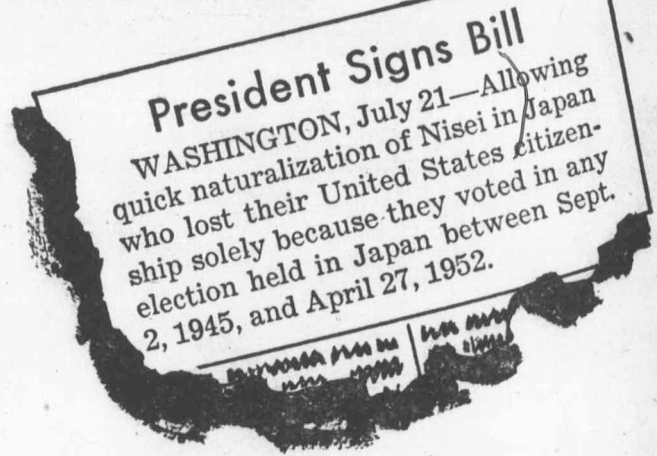 President Signs Bill
WASHINGTON, July 21—Allowing
quick naturalization of Nisei in Japan
who lost their United States citizen-
ship solely because they voted in any
election held in Japan between Sept.
2, 1945, and April 27, 1952.